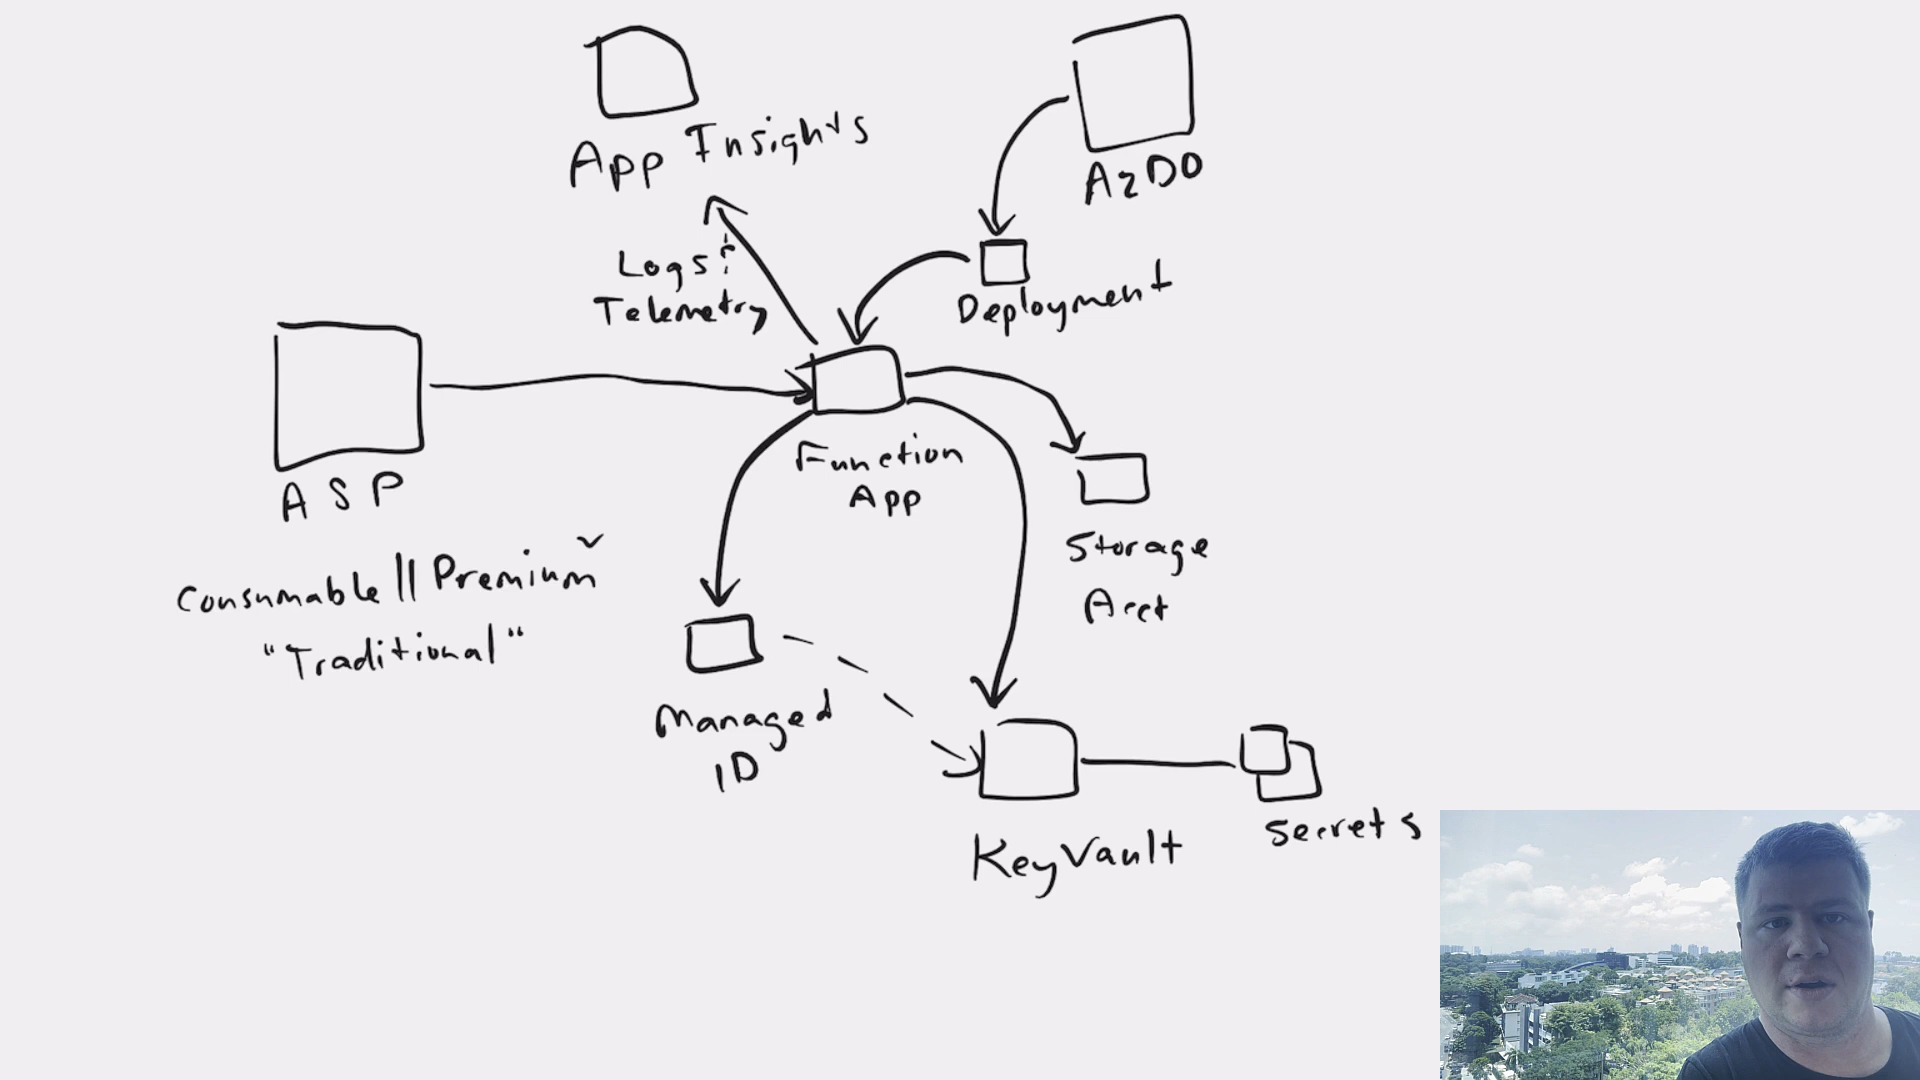 App Insights
AzDO
Logs &
Telemetry
Deployment
ASP
Function
App
Consumable || Premium
"Traditional"
Storage
Acct
Managed
ID
KeyVault
Secrets